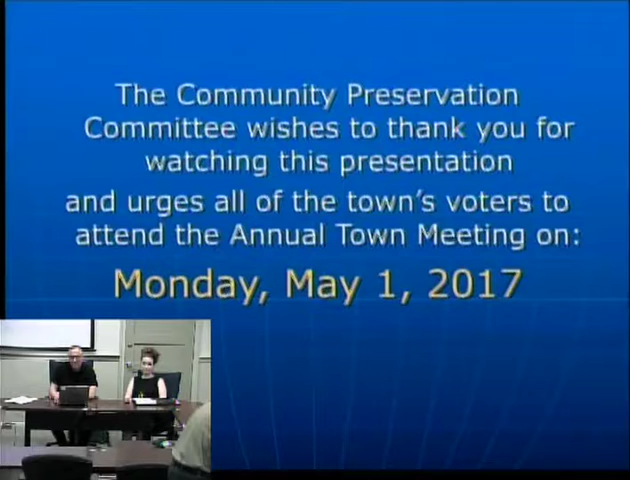 The Community Preservation
Committee wishes to thank you for
watching this presentation
and urges all of the town's voters to
attend the Annual Town Meeting on:
Monday, May 1, 2017